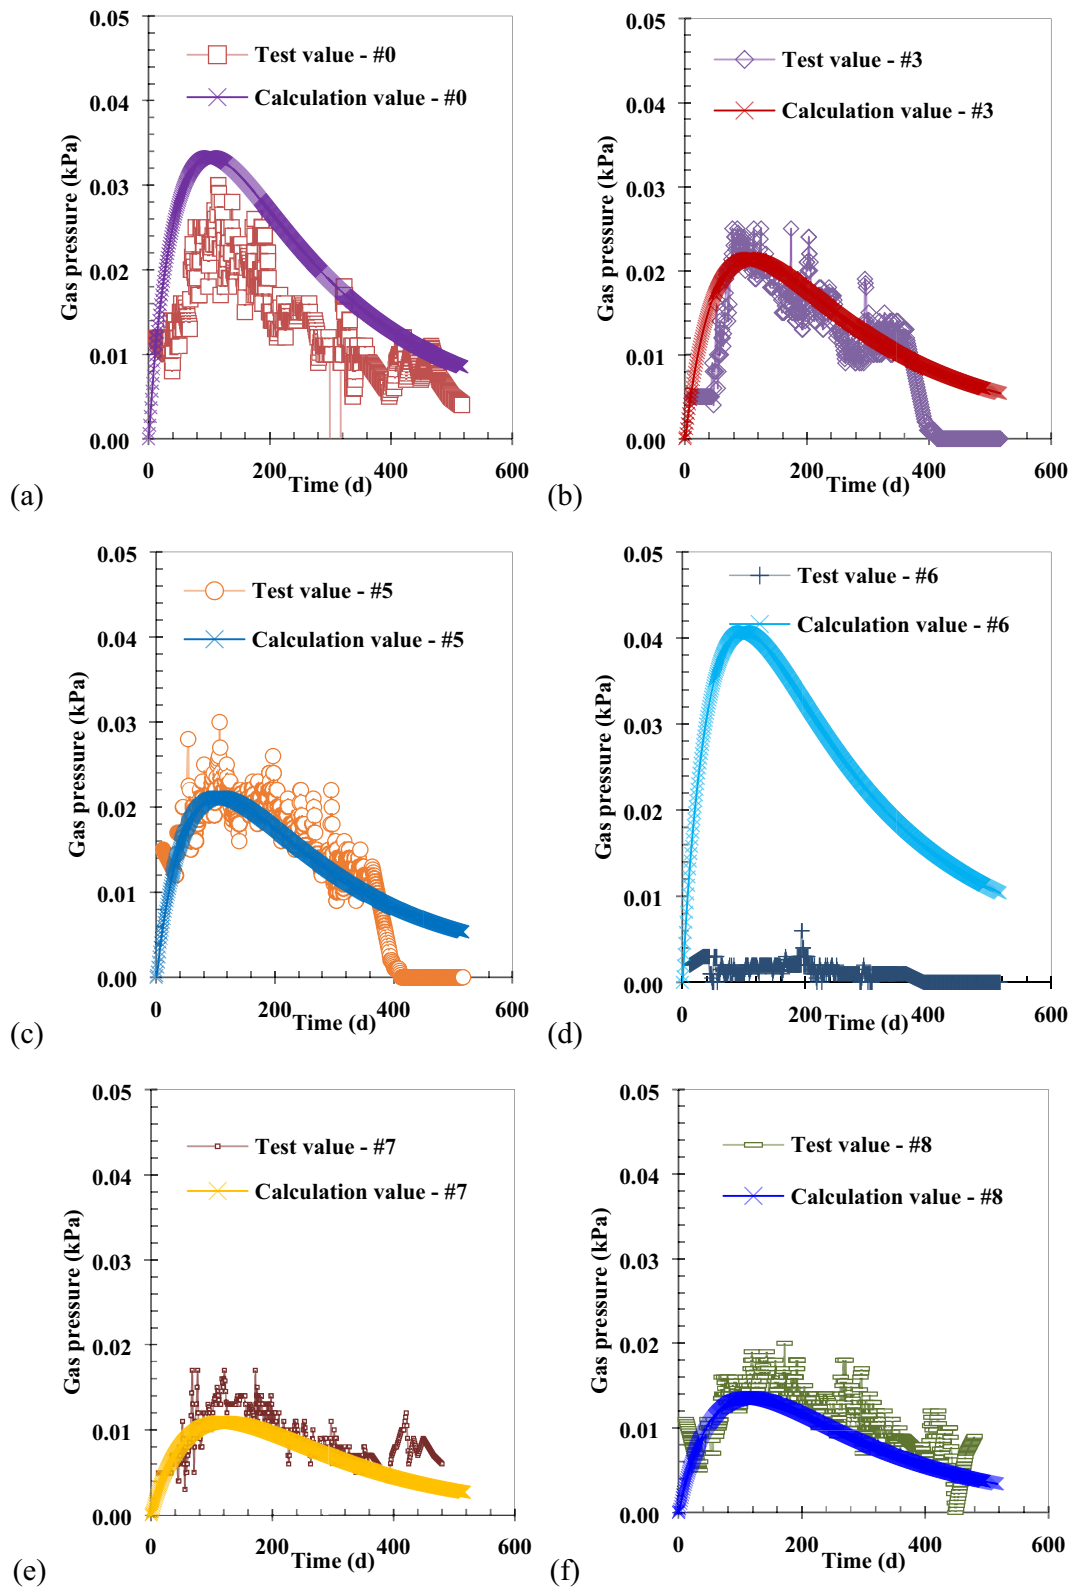 0.05
Test value - #0
0.04
Calculation value - #0
0.03
Gas pressure (kPa)
0.02
0.01
0.00
0
200
400
600
Time (d)
(a)
0.05
Test value - #3
0.04
Calculation value - #3
0.03
Gas pressure (kPa)
0.02
0.01
0.00
0
200
400
600
Time (d)
(b)
0.05
Test value - #5
0.04
Calculation value - #5
0.03
Gas pressure (kPa)
0.02
0.01
0.00
0
200
400
600
Time (d)
(c)
0.05
Test value - #6
0.04
Calculation value - #6
0.03
Gas pressure (kPa)
0.02
0.01
0.00
0
200
400
600
Time (d)
(d)
0.05
Test value - #7
0.04
Calculation value - #7
0.03
Gas pressure (kPa)
0.02
0.01
0.00
0
200
400
600
Time (d)
(e)
0.05
Test value - #8
0.04
Calculation value - #8
0.03
Gas pressure (kPa)
0.02
0.01
0.00
0
200
400
600
Time (d)
(f)